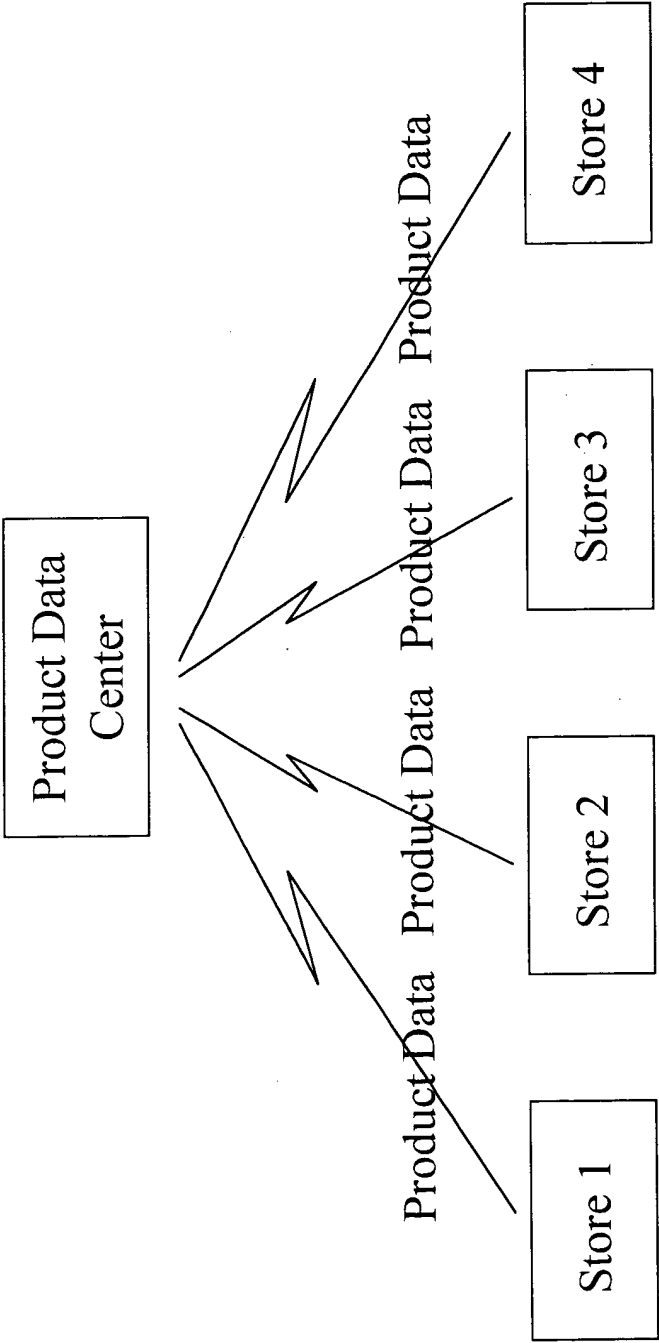 Product Data
Center
Product Data Product Data Product Data Product Data
Store 1
Store 2
Store 3
Store 4